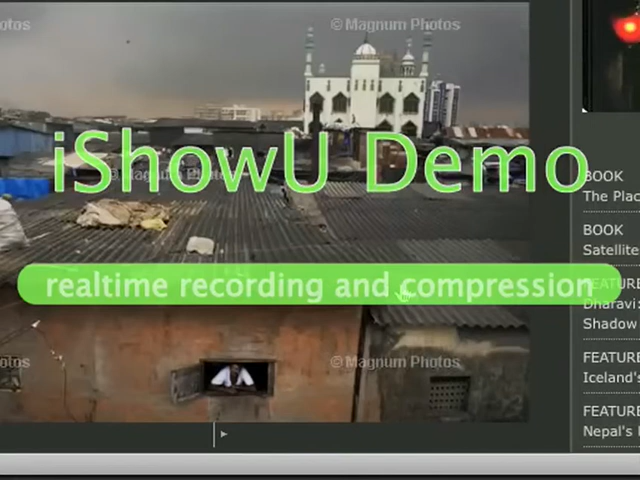 © Magnum Photos
© Magnum Photos
iShowU Demo
BOOK
The Plac
BOOK
Satellite
realtime recording and compression
FEATURE
Dharavi:
Shadow
FEATURE
Iceland's
FEATURE
Nepal's
© Magnum Photos